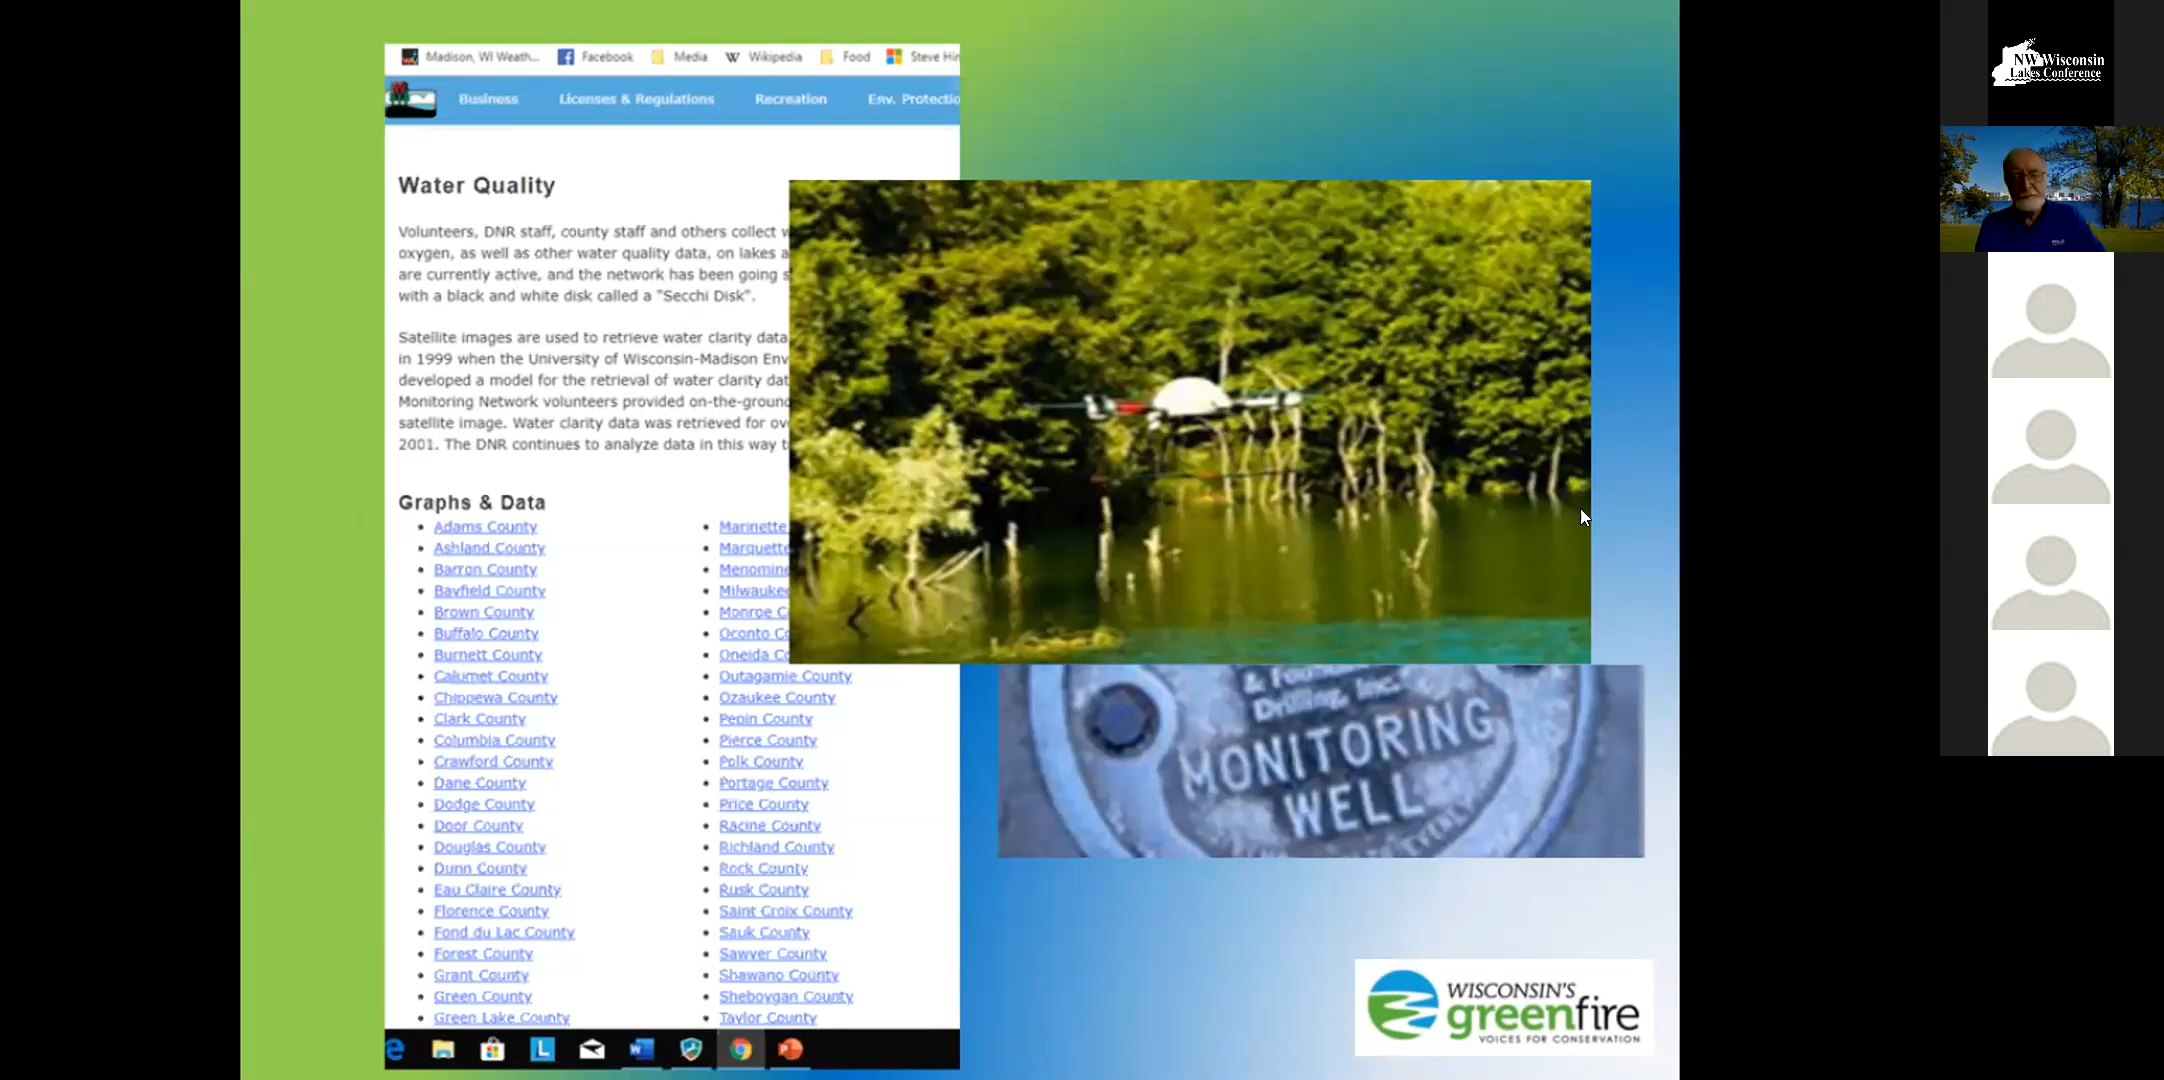 Madison, WI Weath...
Facebook
Media
W
Wikipedia
Food
Steve Hir
Business
Licenses & Regulations
Recreation
Env. Protectio
Water Quality
Volunteers, DNR staff, county staff and others collect
oxygen, as well as other water quality data, on lakes
are currently active, and the network has been going
with a black and white disk called a "Secchi Disk".
Satellite images are used to retrieve water clarity data
in 1999 when the University of Wisconsin-Madison Env
developed a model for the retrieval of water clarity dat
Monitoring Network volunteers provided on-the-ground
satellite image. Water clarity data was retrieved for ov
2001. The DNR continues to analyze data in this way t
Graphs & Data
Adams County
Ashland County
Barron County
Bayfield County
Brown County
Buffalo County
Burnett County
Calumet County
Chippewa County
Clark County
Columbia County
Crawford County
Dane County
Dodge County
Door County
Douglas County
Dunn County
Eau Claire County
Florence County
Fond du Lac County
Forest County
Grant County
Green County
Green Lake County
Marinette
Marquette
Menomine
Milwaukee
Monroe C
Oconto Co
Oneida Co
Outagamie County
Ozaukee County
Pepin County
Pierce County
Polk County
Portage County
Price County
Racine County
Richland County
Rock County
Rusk County
Saint Croix County
Sauk County
Sawyer County
Shawano County
Sheboygan County
Taylor County
Drilling, Inc.
MONITORING
WELL
WISCONSIN'S
greenfire
VOICES FOR CONSERVATION
NW Wisconsin
Lakes Conference